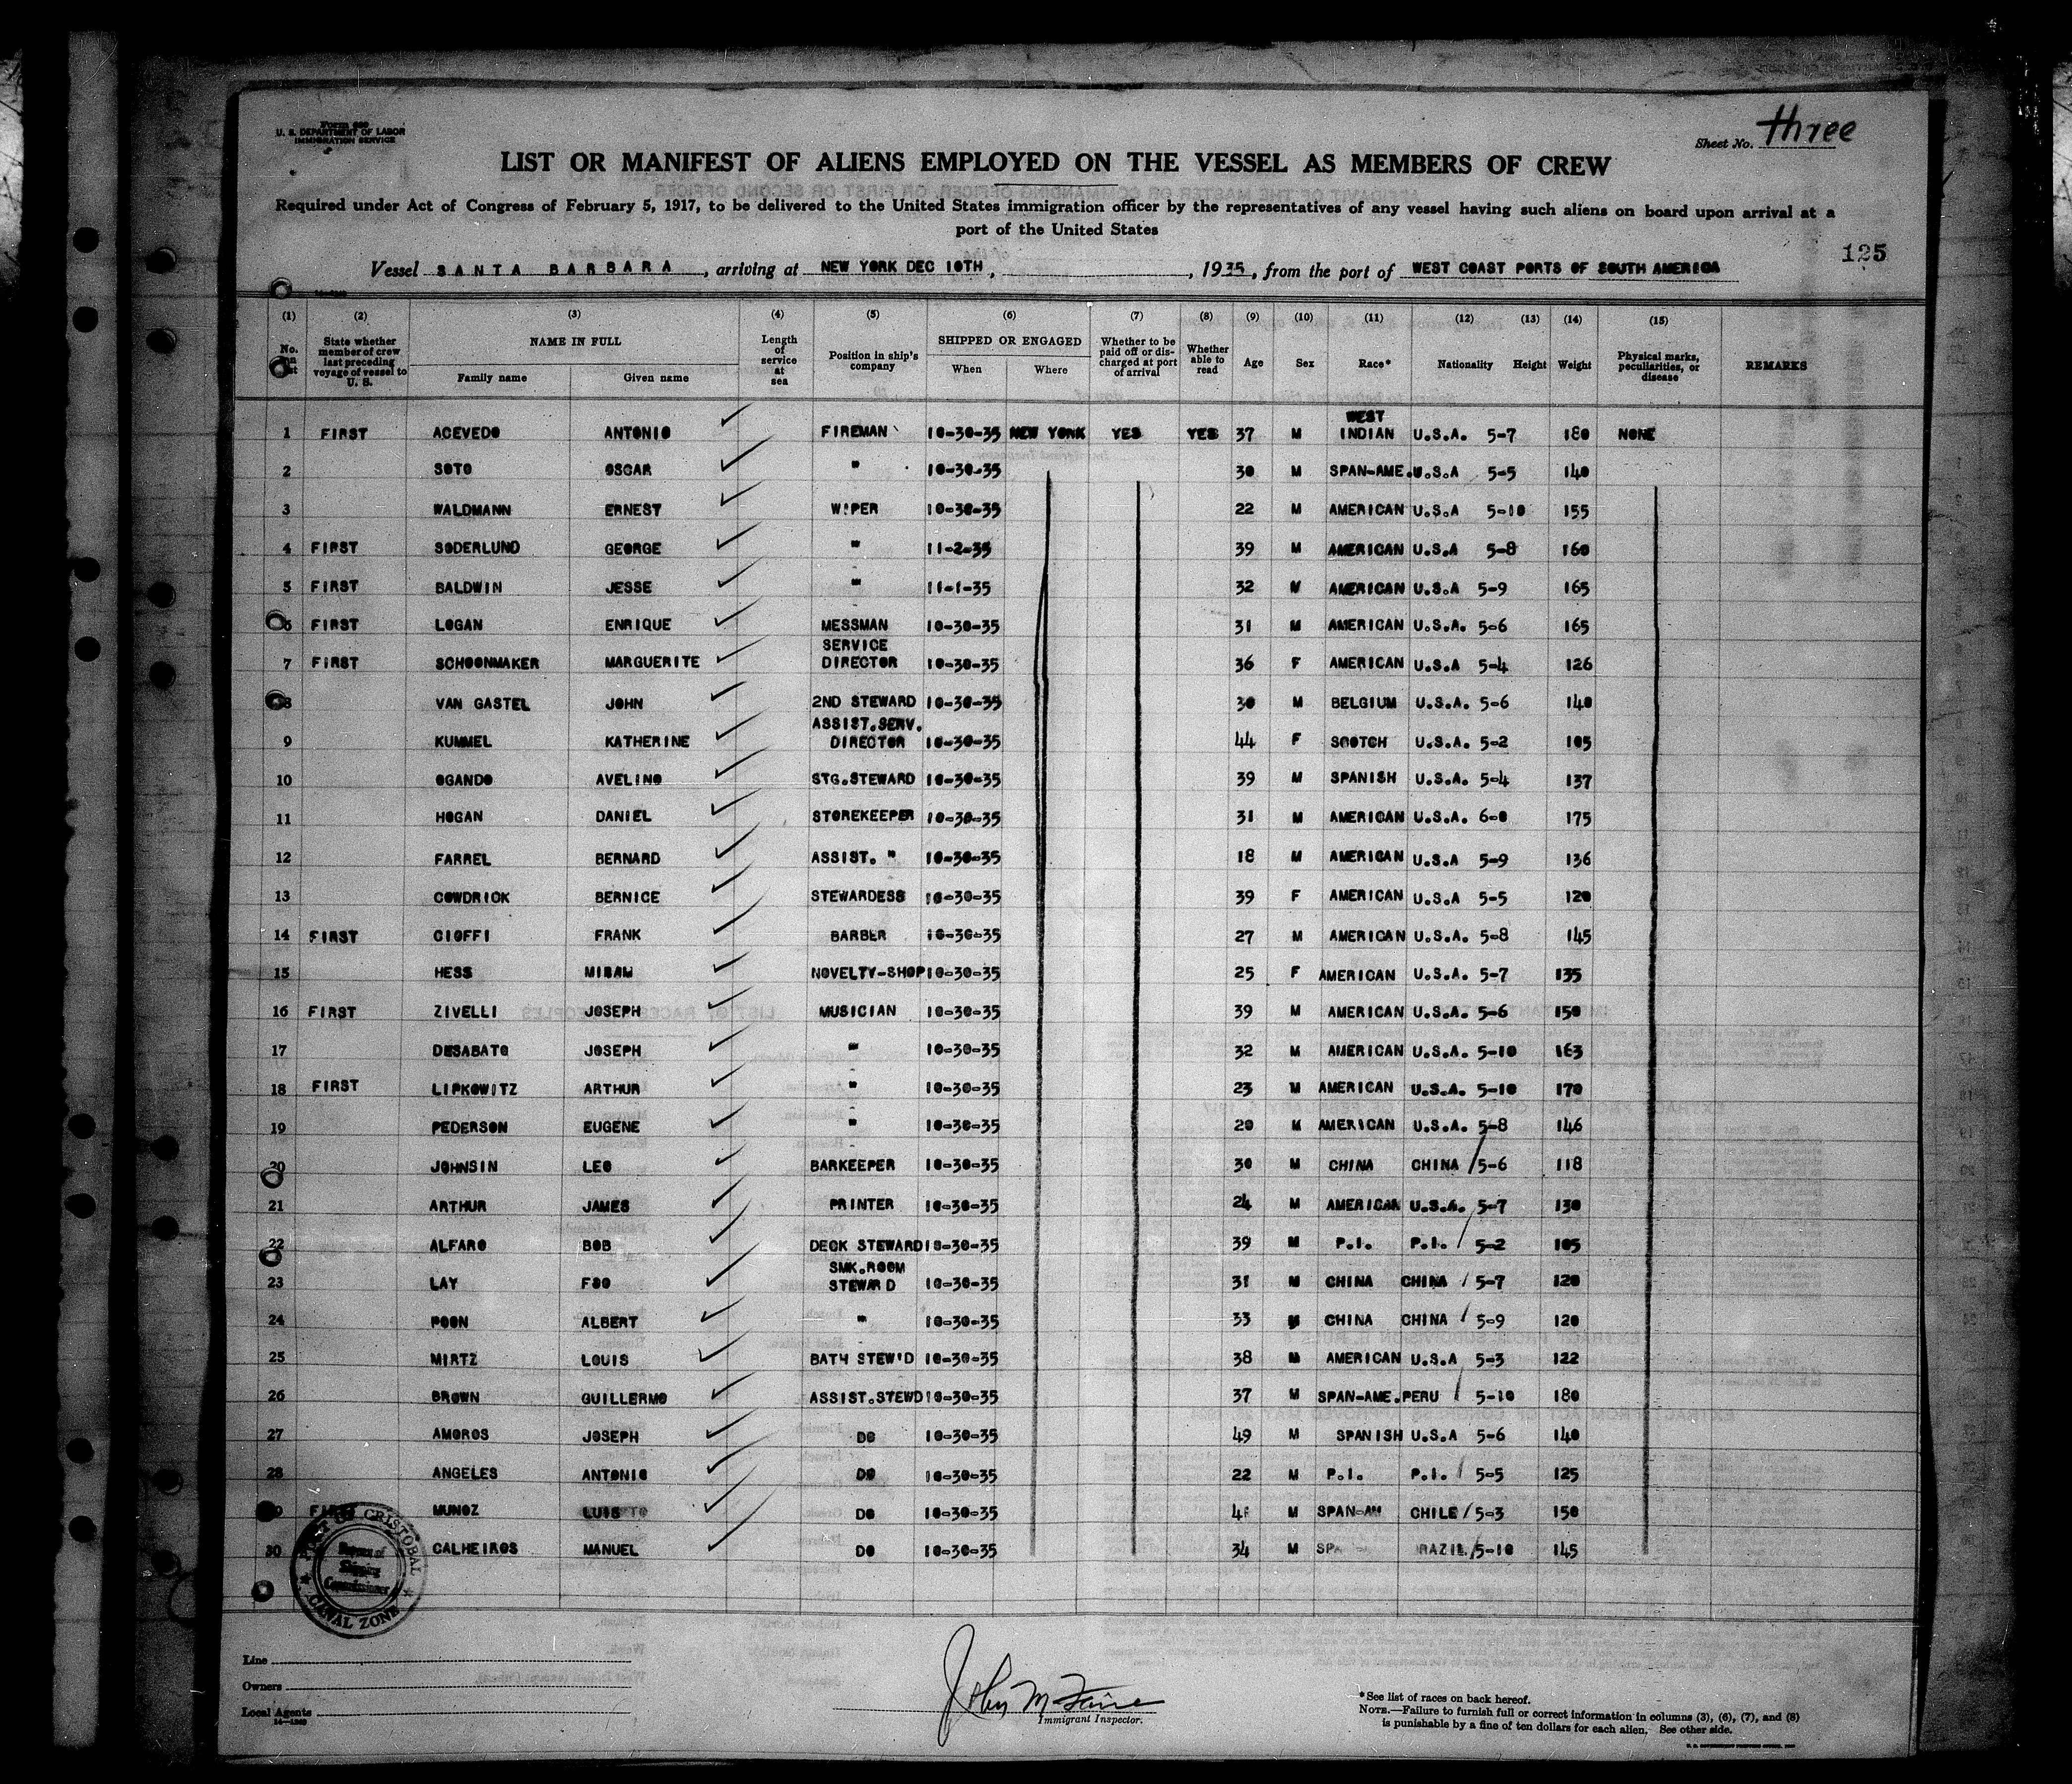 Form 689
U. S. DEPARTMENT OF LABOR
IMMIGRATION SERVICE
Sheet No. three
LIST OR MANIFEST OF ALIENS EMPLOYED ON THE VESSEL AS MEMBERS OF CREW
Required under Act of Congress of February 5, 1917, to be delivered to the United States immigration officer by the representatives of any vessel having such aliens on board upon arrival at a
port of the United States
125
Vessel SANTA BARBARA, arriving at NEW YORK DEC 10TH, 1935, from the port of WEST COAST PORTS OF SOUTH AMERICA
(1) (2) (3) (4) (5) (6) (7) (8) (9) (10) (11) (12) (13) (14) (15)
No. on list State whether member of crew last preceding voyage of vessel to U. S. NAME IN FULL Family name Given name Length of service at sea Position in ship's company SHIPPED OR ENGAGED When Where Whether to be paid off or discharged at port of arrival Whether able to read Age Sex Race* Nationality Height Weight Physical marks, peculiarities, or disease REMARKS
1 FIRST ACEVEDO ANTONIO FIREMAN 10-30-35 NEW YORK YES YES 37 M WEST INDIAN U.S.A. 5-7 180 NONE
2 SOTO OSCAR " 10-30-35 30 M SPAN-AME. U.S.A 5-5 140
3 WALDMANN ERNEST WIPER 10-30-35 22 M AMERICAN U.S.A 5-10 155
4 FIRST SODERLUND GEORGE " 11-2-35 39 M AMERICAN U.S.A 5-8 160
5 FIRST BALDWIN JESSE " 11-1-35 32 M AMERICAN U.S.A 5-9 165
6 FIRST LOGAN ENRIQUE MESSMAN 10-30-35 31 M AMERICAN U.S.A. 5-6 165
7 FIRST SCHOONMAKER MARGUERITE SERVICE DIRECTOR 10-30-35 36 F AMERICAN U.S.A 5-4 126
8 VAN GASTEL JOHN 2ND STEWARD 10-30-35 30 M BELGIUM U.S.A. 5-6 140
9 KUMMEL KATHERINE ASSIST.SERV. DIRECTOR 10-30-35 44 F SCOTCH U.S.A. 5-2 105
10 OGANDO AVELINO STG.STEWARD 10-30-35 39 M SPANISH U.S.A. 5-4 137
11 HOGAN DANIEL STOREKEEPER 10-30-35 31 M AMERICAN U.S.A. 6-0 175
12 FARREL BERNARD ASSIST. " 10-30-35 18 M AMERICAN U.S.A 5-9 136
13 COWDRICK BERNICE STEWARDESS 10-30-35 39 F AMERICAN U.S.A 5-5 120
14 FIRST CIOFFI FRANK BARBER 10-30-35 27 M AMERICAN U.S.A. 5-8 145
15 HESS MIRAM NOVELTY-SHOP 10-30-35 25 F AMERICAN U.S.A. 5-7 135
16 FIRST ZIVELLI JOSEPH MUSICIAN 10-30-35 39 M AMERICAN U.S.A. 5-6 150
17 DESABATO JOSEPH " 10-30-35 32 M AMERICAN U.S.A. 5-10 163
18 FIRST LIPKOWITZ ARTHUR " 10-30-35 23 M AMERICAN U.S.A. 5-10 170
19 PEDERSON EUGENE " 10-30-35 20 M AMERICAN U.S.A. 5-8 146
20 JOHNSIN LEO BARKEEPER 10-30-35 30 M CHINA CHINA / 5-6 118
21 ARTHUR JAMES PRINTER 10-30-35 24 M AMERICAN U.S.A. 5-7 130
22 ALFARO BOB DECK STEWARD 10-30-35 39 M P.I. P.I. / 5-2 105
23 LAY FOO SMK.ROOM STEWARD 10-30-35 31 M CHINA CHINA / 5-7 120
24 POON ALBERT " 10-30-35 33 M CHINA CHINA / 5-9 120
25 MIRTZ LOUIS BATH STEW'D 10-30-35 38 M AMERICAN U.S.A 5-3 122
26 BROWN GUILLERMO ASSIST.STEWD 10-30-35 37 M SPAN-AME. PERU / 5-10 180
27 AMOROS JOSEPH DO 10-30-35 49 M SPANISH U.S.A 5-6 140
28 ANGELES ANTONIO DO 10-30-35 22 M P.I. P.I. / 5-5 125
29 FIRST MUNOZ LUIS DO 10-30-35 M SPAN-AM CHILE / 5-3 150
30 CALHEIROS MANUEL DO 10-30-35 34 M RAZIL / 5-10 145
PORT OF CRISTOBAL
Shipping
Commissioner
CANAL ZONE
Line
Owners
Local Agents
Immigrant Inspector.
*See list of races on back hereof.
NOTE.—Failure to furnish full or correct information in columns (3), (6), (7), and (8)
is punishable by a fine of ten dollars for each alien. See other side.